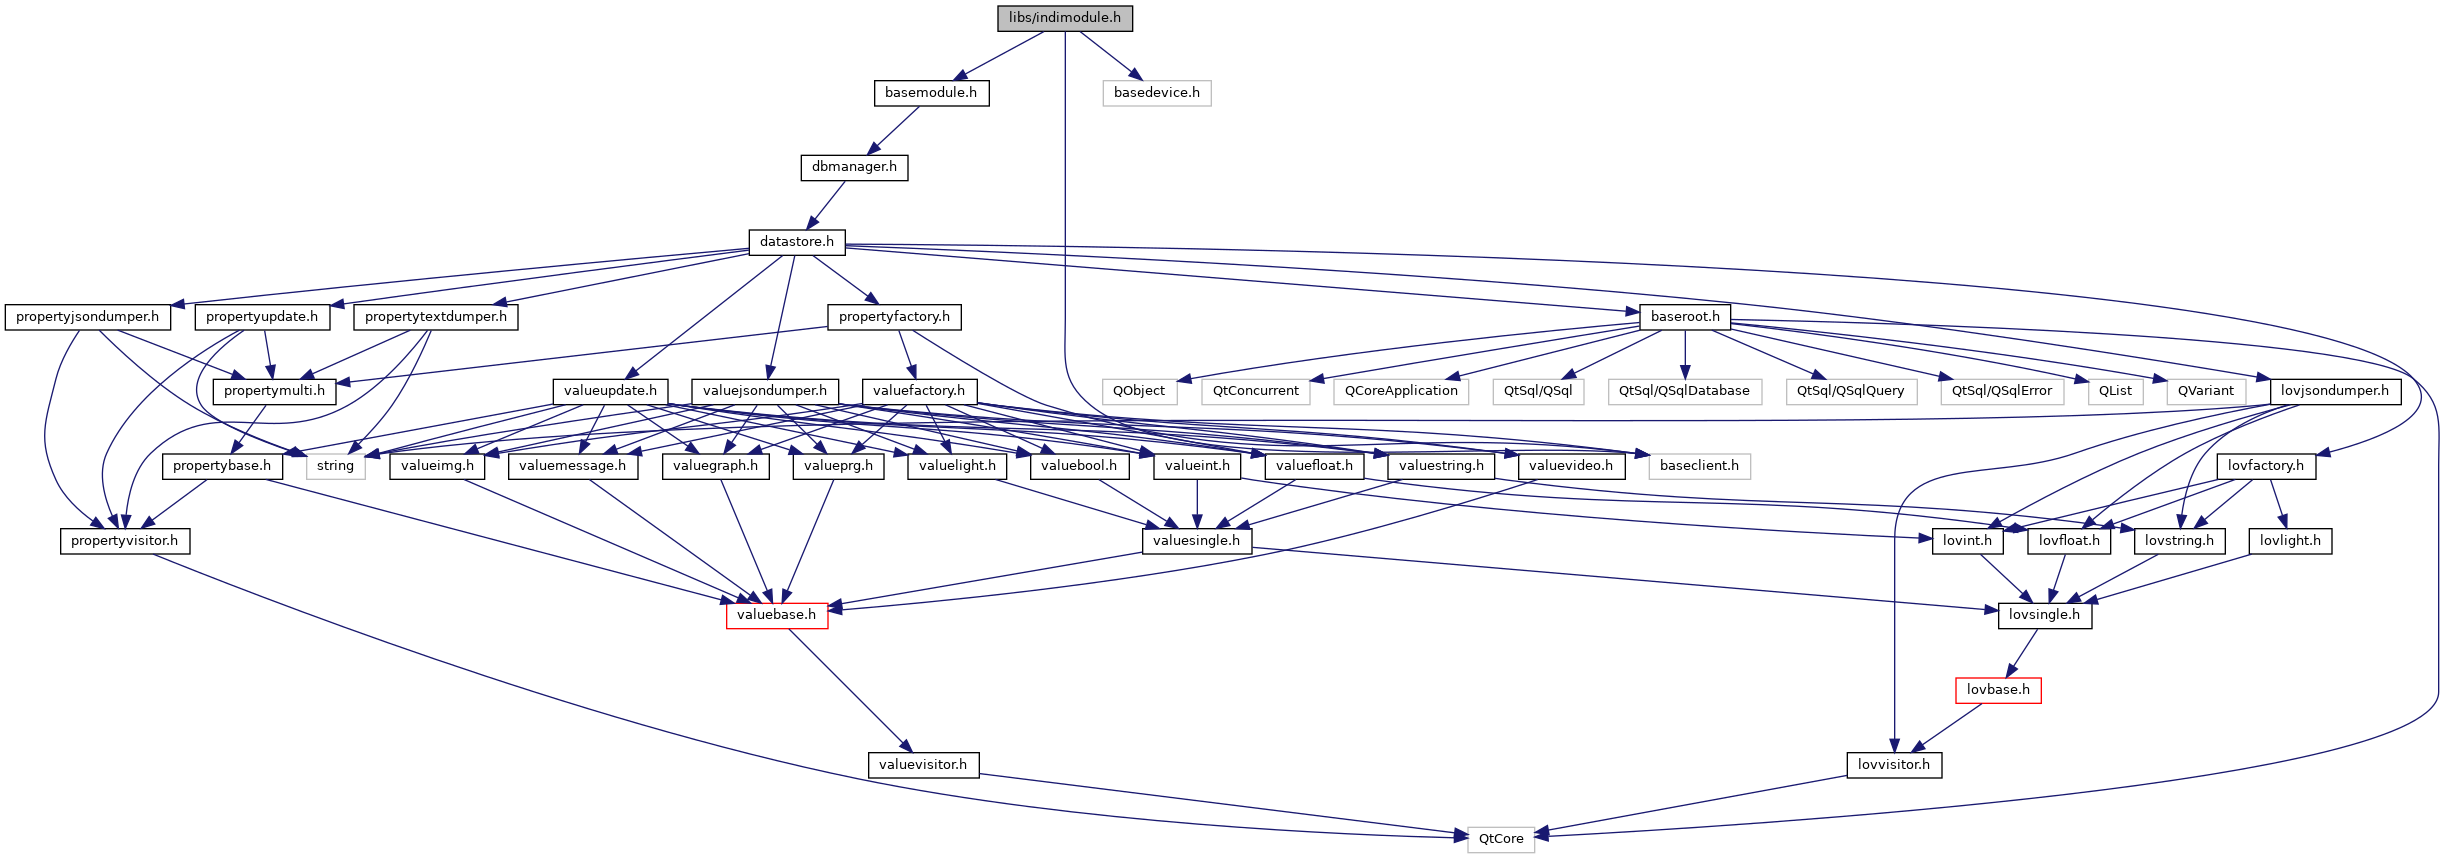 libs/indimodule.h
basemodule.h
basedevice.h
dbmanager.h
datastore.h
propertyjsondumper.h
propertyupdate.h
propertytextdumper.h
propertyfactory.h
baseroot.h
propertymulti.h
valueupdate.h
valuejsondumper.h
valuefactory.h
QObject
QtConcurrent
QCoreApplication
QtSql/QSql
QtSql/QSqlDatabase
QtSql/QSqlQuery
QtSql/QSqlError
QList
QVariant
lovjsondumper.h
propertybase.h
string
valueimg.h
valuemessage.h
valuegraph.h
valueprg.h
valuelight.h
valuebool.h
valueint.h
valuefloat.h
valuestring.h
valuevideo.h
baseclient.h
lovfactory.h
propertyvisitor.h
valuesingle.h
lovint.h
lovfloat.h
lovstring.h
lovlight.h
valuebase.h
lovsingle.h
lovbase.h
valuevisitor.h
lovvisitor.h
QtCore